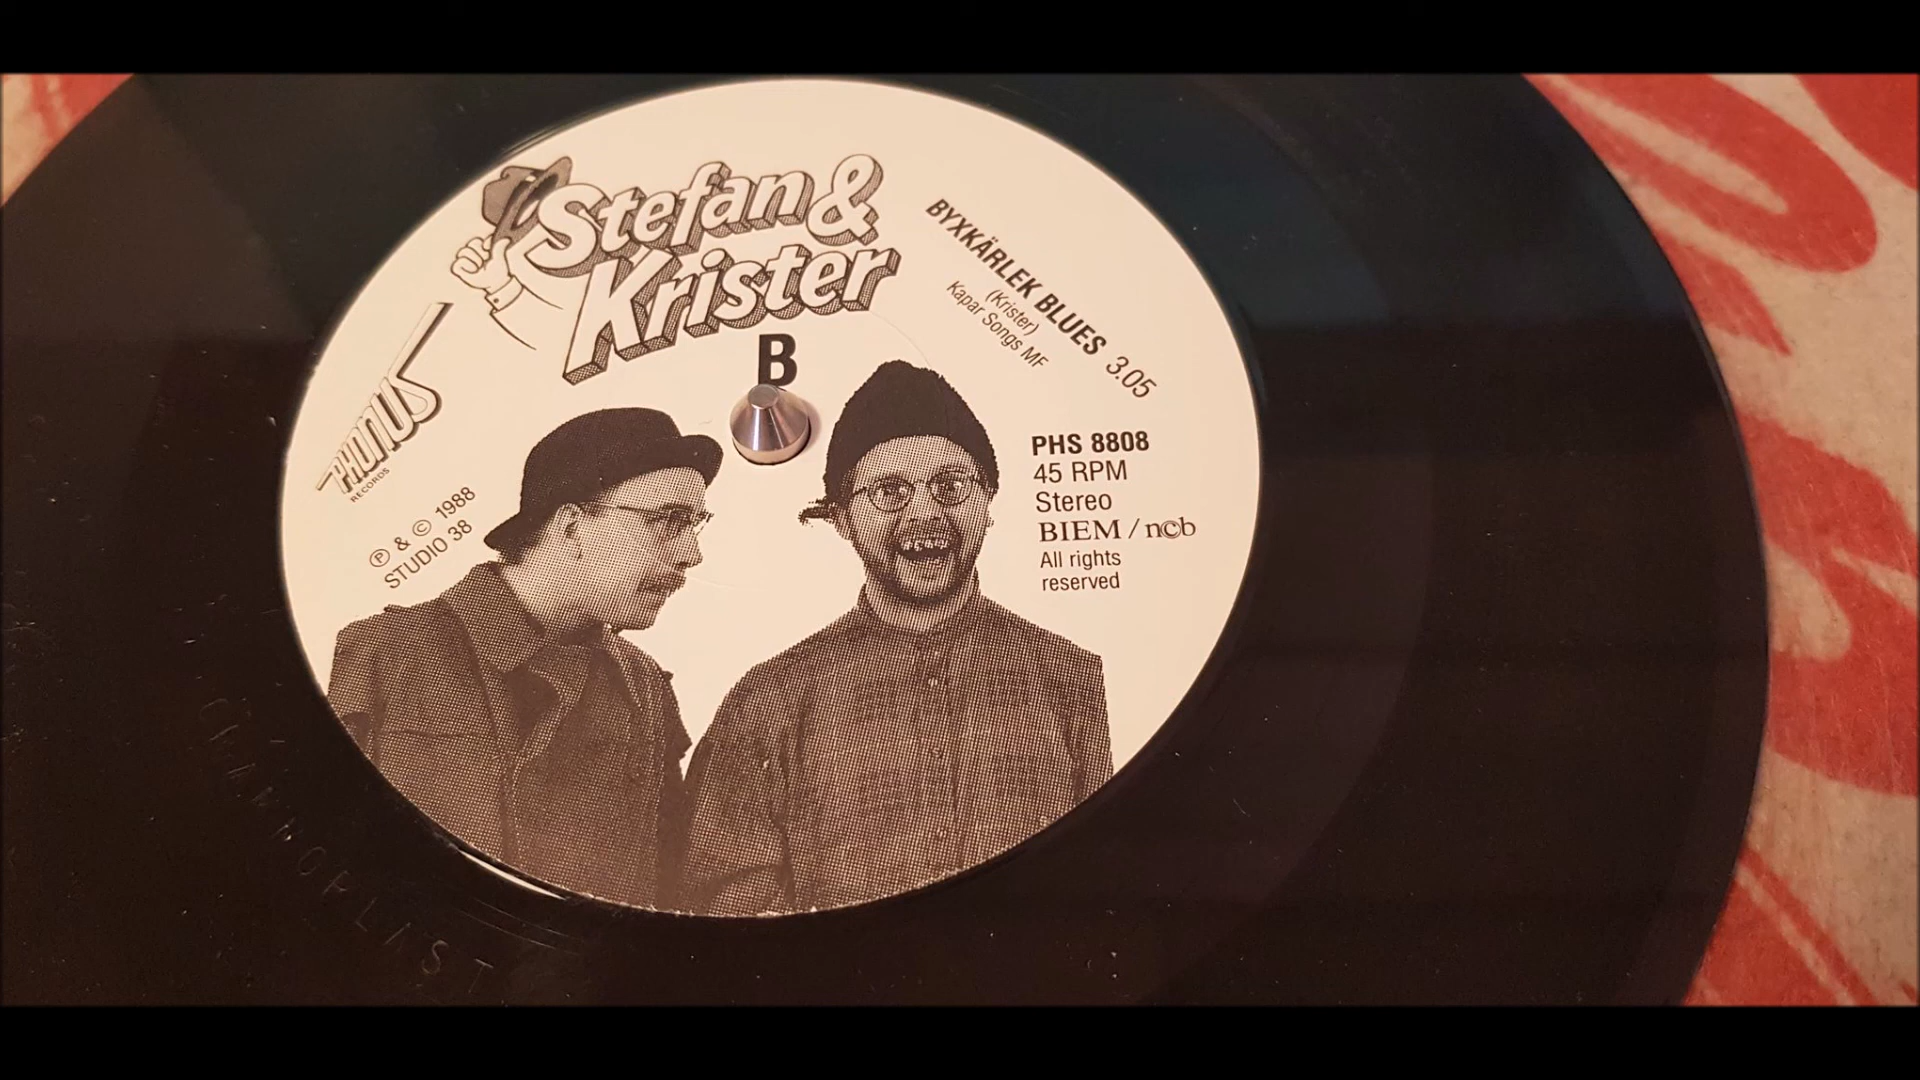 Stefan &
Krister
B
BYXKÄRLEK BLUES 3.05
(Krister)
Kapar Songs MF
PHONUS
RECORDS
Ⓟ & © 1988
STUDIO 38
PHS 8808
45 RPM
Stereo
BIEM / n©b
All rights
reserved